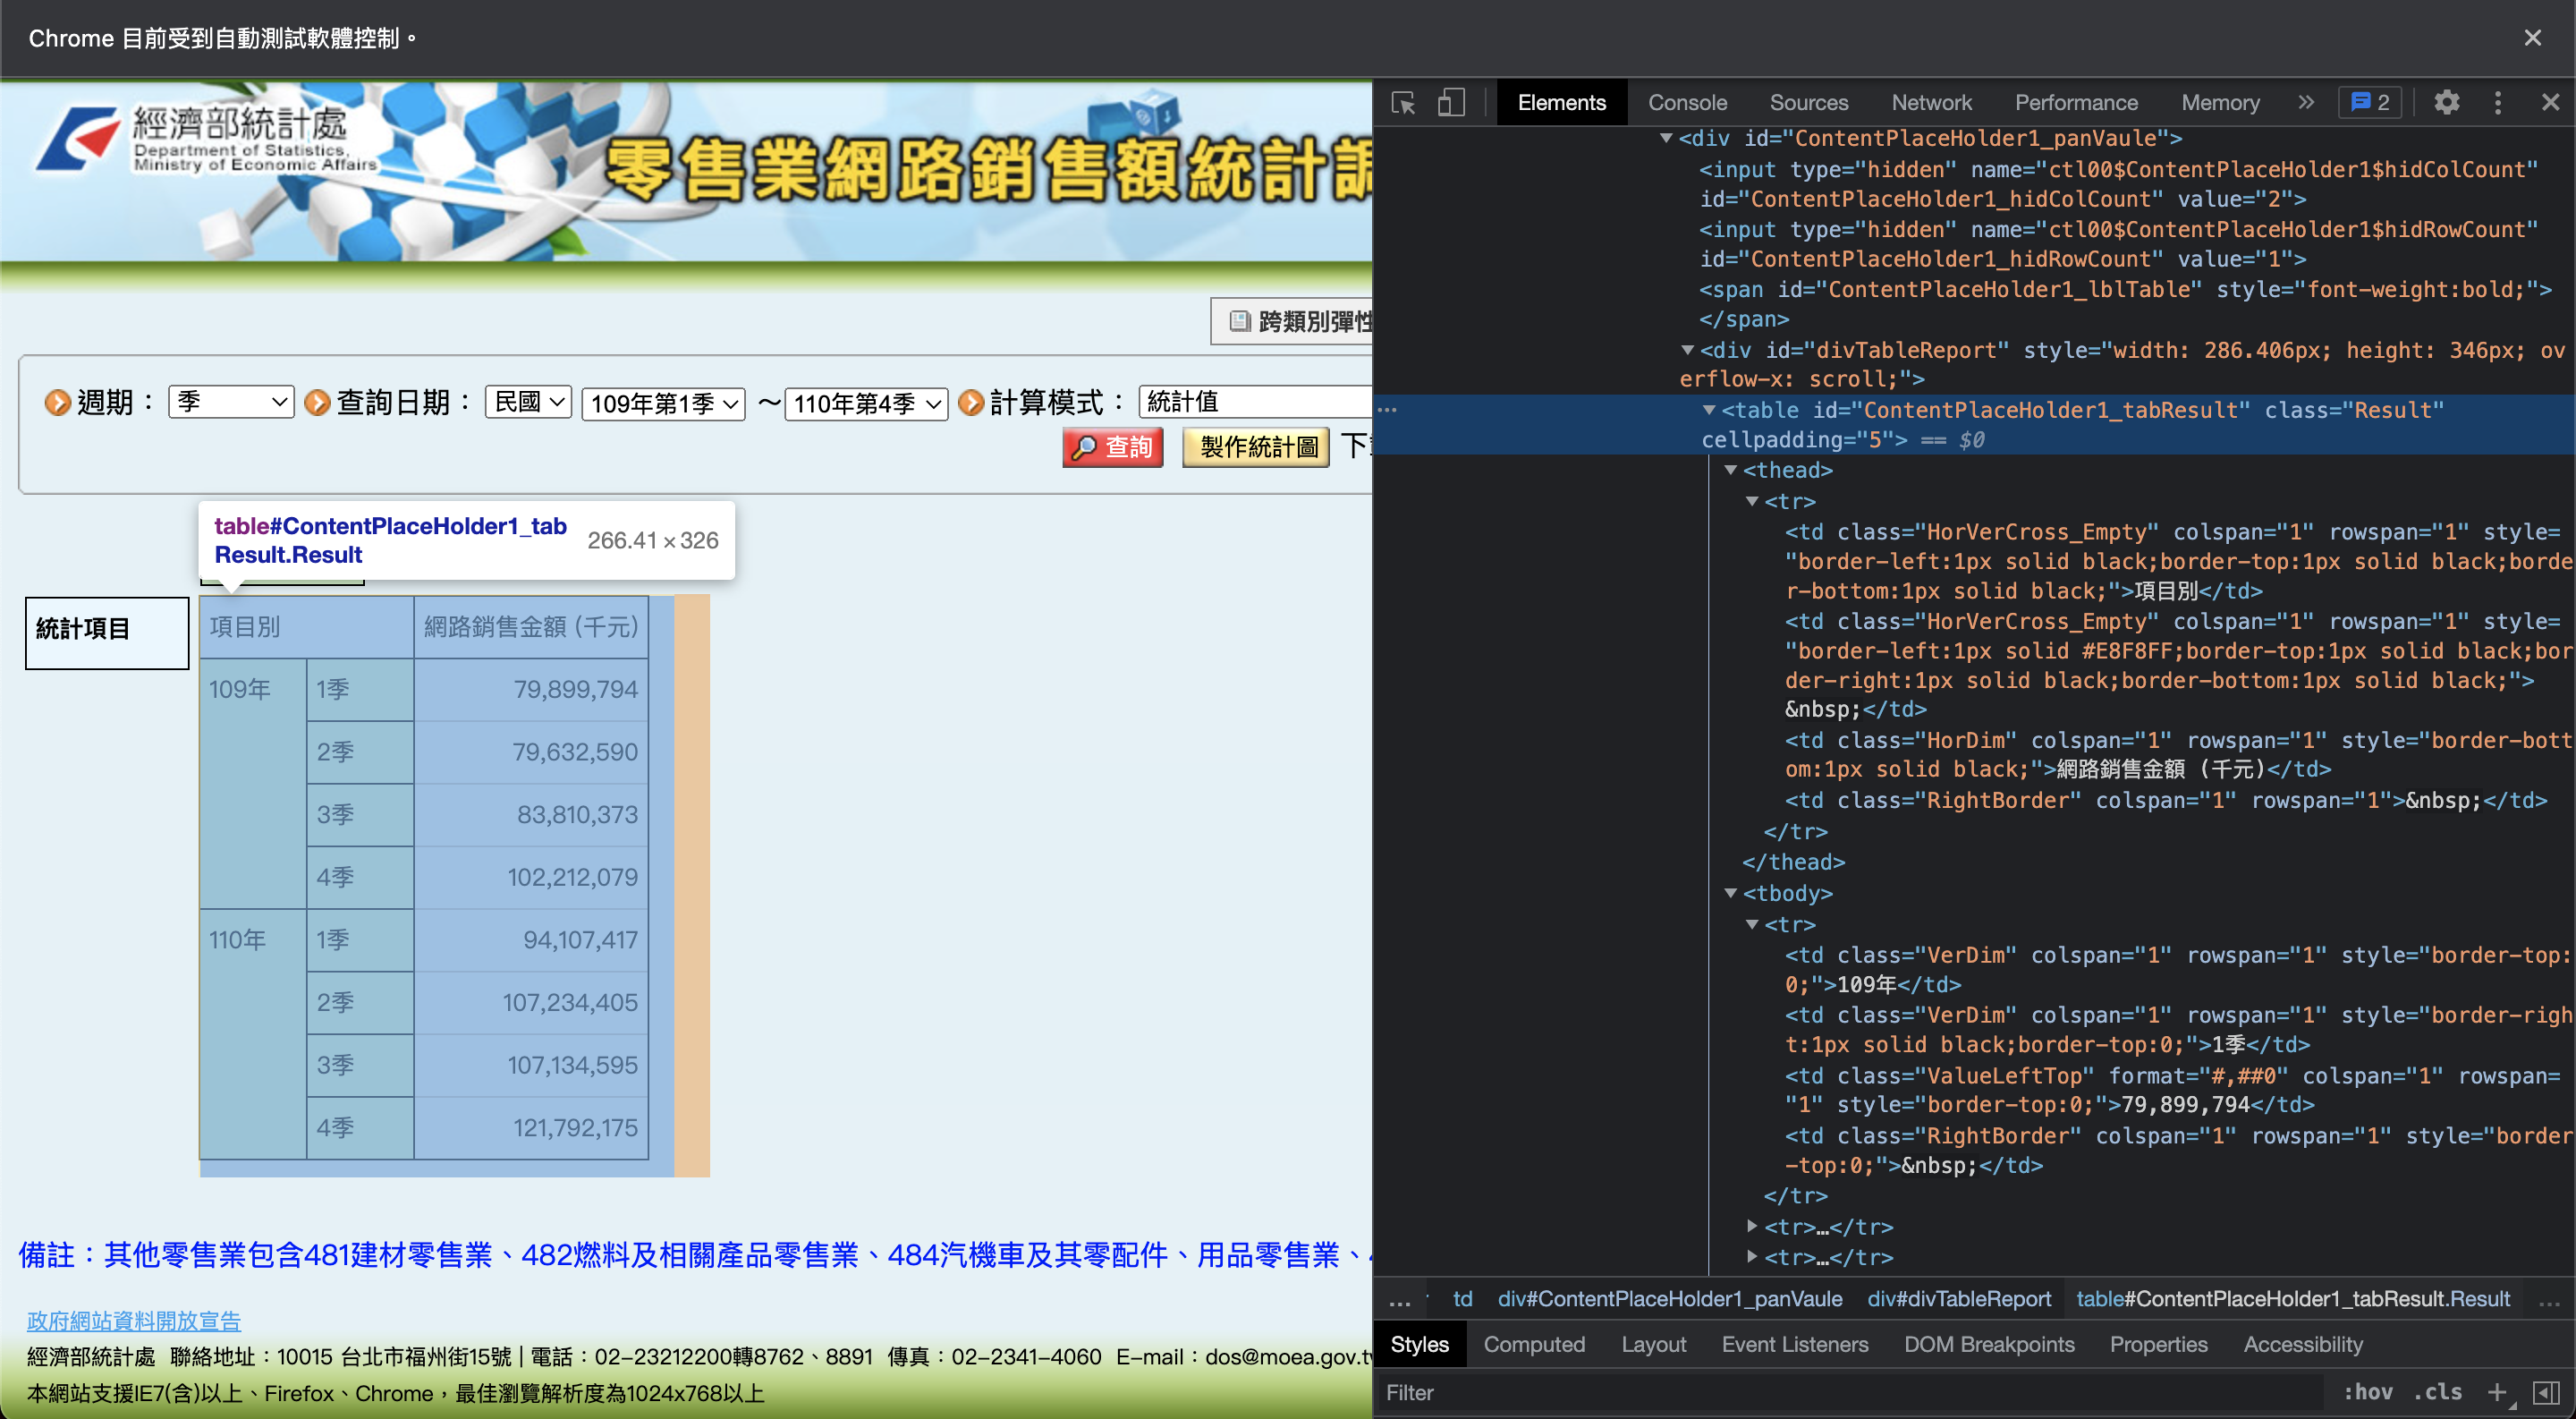 Chrome 目前受到自動測試軟體控制。
經濟部統計處
Department of Statistics,
Ministry of Economic Affairs
零售業網路銷售額統計調
跨類別彈性
週期：
季
查詢日期：
民國
109年第1季
～
110年第4季
計算模式：
統計值
查詢
製作統計圖
table#ContentPlaceHolder1_tab
Result.Result
266.41 × 326
統計項目
項目別 網路銷售金額 (千元)
109年 1季 79,899,794
2季 79,632,590
3季 83,810,373
4季 102,212,079
110年 1季 94,107,417
2季 107,234,405
3季 107,134,595
4季 121,792,175
備註：其他零售業包含481建材零售業、482燃料及相關產品零售業、484汽機車及其零配件、用品零售業、
政府網站資料開放宣告
經濟部統計處 聯絡地址：10015 台北市福州街15號 | 電話：02-23212200轉8762、8891 傳真：02-2341-4060 E-mail：dos@moea.gov.tv
本網站支援IE7(含)以上、Firefox、Chrome，最佳瀏覽解析度為1024x768以上
Elements Console Sources Network Performance Memory 2
<div id="ContentPlaceHolder1_panVaule">
<input type="hidden" name="ctl00$ContentPlaceHolder1$hidColCount"
id="ContentPlaceHolder1_hidColCount" value="2">
<input type="hidden" name="ctl00$ContentPlaceHolder1$hidRowCount"
id="ContentPlaceHolder1_hidRowCount" value="1">
<span id="ContentPlaceHolder1_lblTable" style="font-weight:bold;">
</span>
<div id="divTableReport" style="width: 286.406px; height: 346px; ov
erflow-x: scroll;">
<table id="ContentPlaceHolder1_tabResult" class="Result"
cellpadding="5"> == $0
<thead>
<tr>
<td class="HorVerCross_Empty" colspan="1" rowspan="1" style=
"border-left:1px solid black;border-top:1px solid black;borde
r-bottom:1px solid black;">項目別</td>
<td class="HorVerCross_Empty" colspan="1" rowspan="1" style=
"border-left:1px solid #E8F8FF;border-top:1px solid black;bor
der-right:1px solid black;border-bottom:1px solid black;">
&nbsp;</td>
<td class="HorDim" colspan="1" rowspan="1" style="border-bott
om:1px solid black;">網路銷售金額 (千元)</td>
<td class="RightBorder" colspan="1" rowspan="1">&nbsp;</td>
</tr>
</thead>
<tbody>
<tr>
<td class="VerDim" colspan="1" rowspan="1" style="border-top:
0;">109年</td>
<td class="VerDim" colspan="1" rowspan="1" style="border-righ
t:1px solid black;border-top:0;">1季</td>
<td class="ValueLeftTop" format="#,##0" colspan="1" rowspan=
"1" style="border-top:0;">79,899,794</td>
<td class="RightBorder" colspan="1" rowspan="1" style="border
-top:0;">&nbsp;</td>
</tr>
<tr>…</tr>
<tr>…</tr>
... td div#ContentPlaceHolder1_panVaule div#divTableReport table#ContentPlaceHolder1_tabResult.Result ...
Styles Computed Layout Event Listeners DOM Breakpoints Properties Accessibility
Filter :hov .cls +